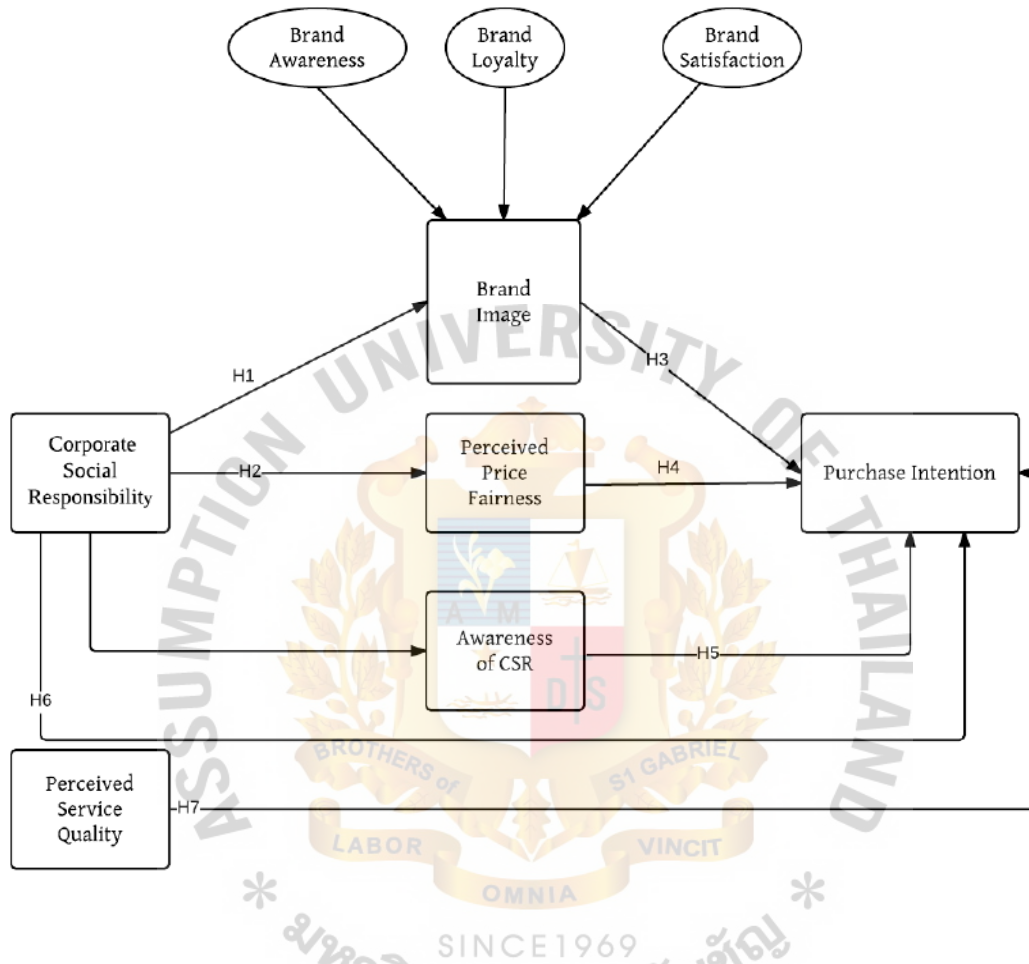 Brand
Awareness
Brand
Loyalty
Brand
Satisfaction
Brand
Image
H1
H3
Corporate
Social
Responsibility
H2
Perceived
Price
Fairness
H4
Purchase Intention
Awareness
of CSR
H5
H6
Perceived
Service
Quality
H7
ASSUMPTION UNIVERSITY OF THAILAND
A M
D S
BROTHERS of
S1 GABRIEL
LABOR
VINCIT
OMNIA
SINCE1969